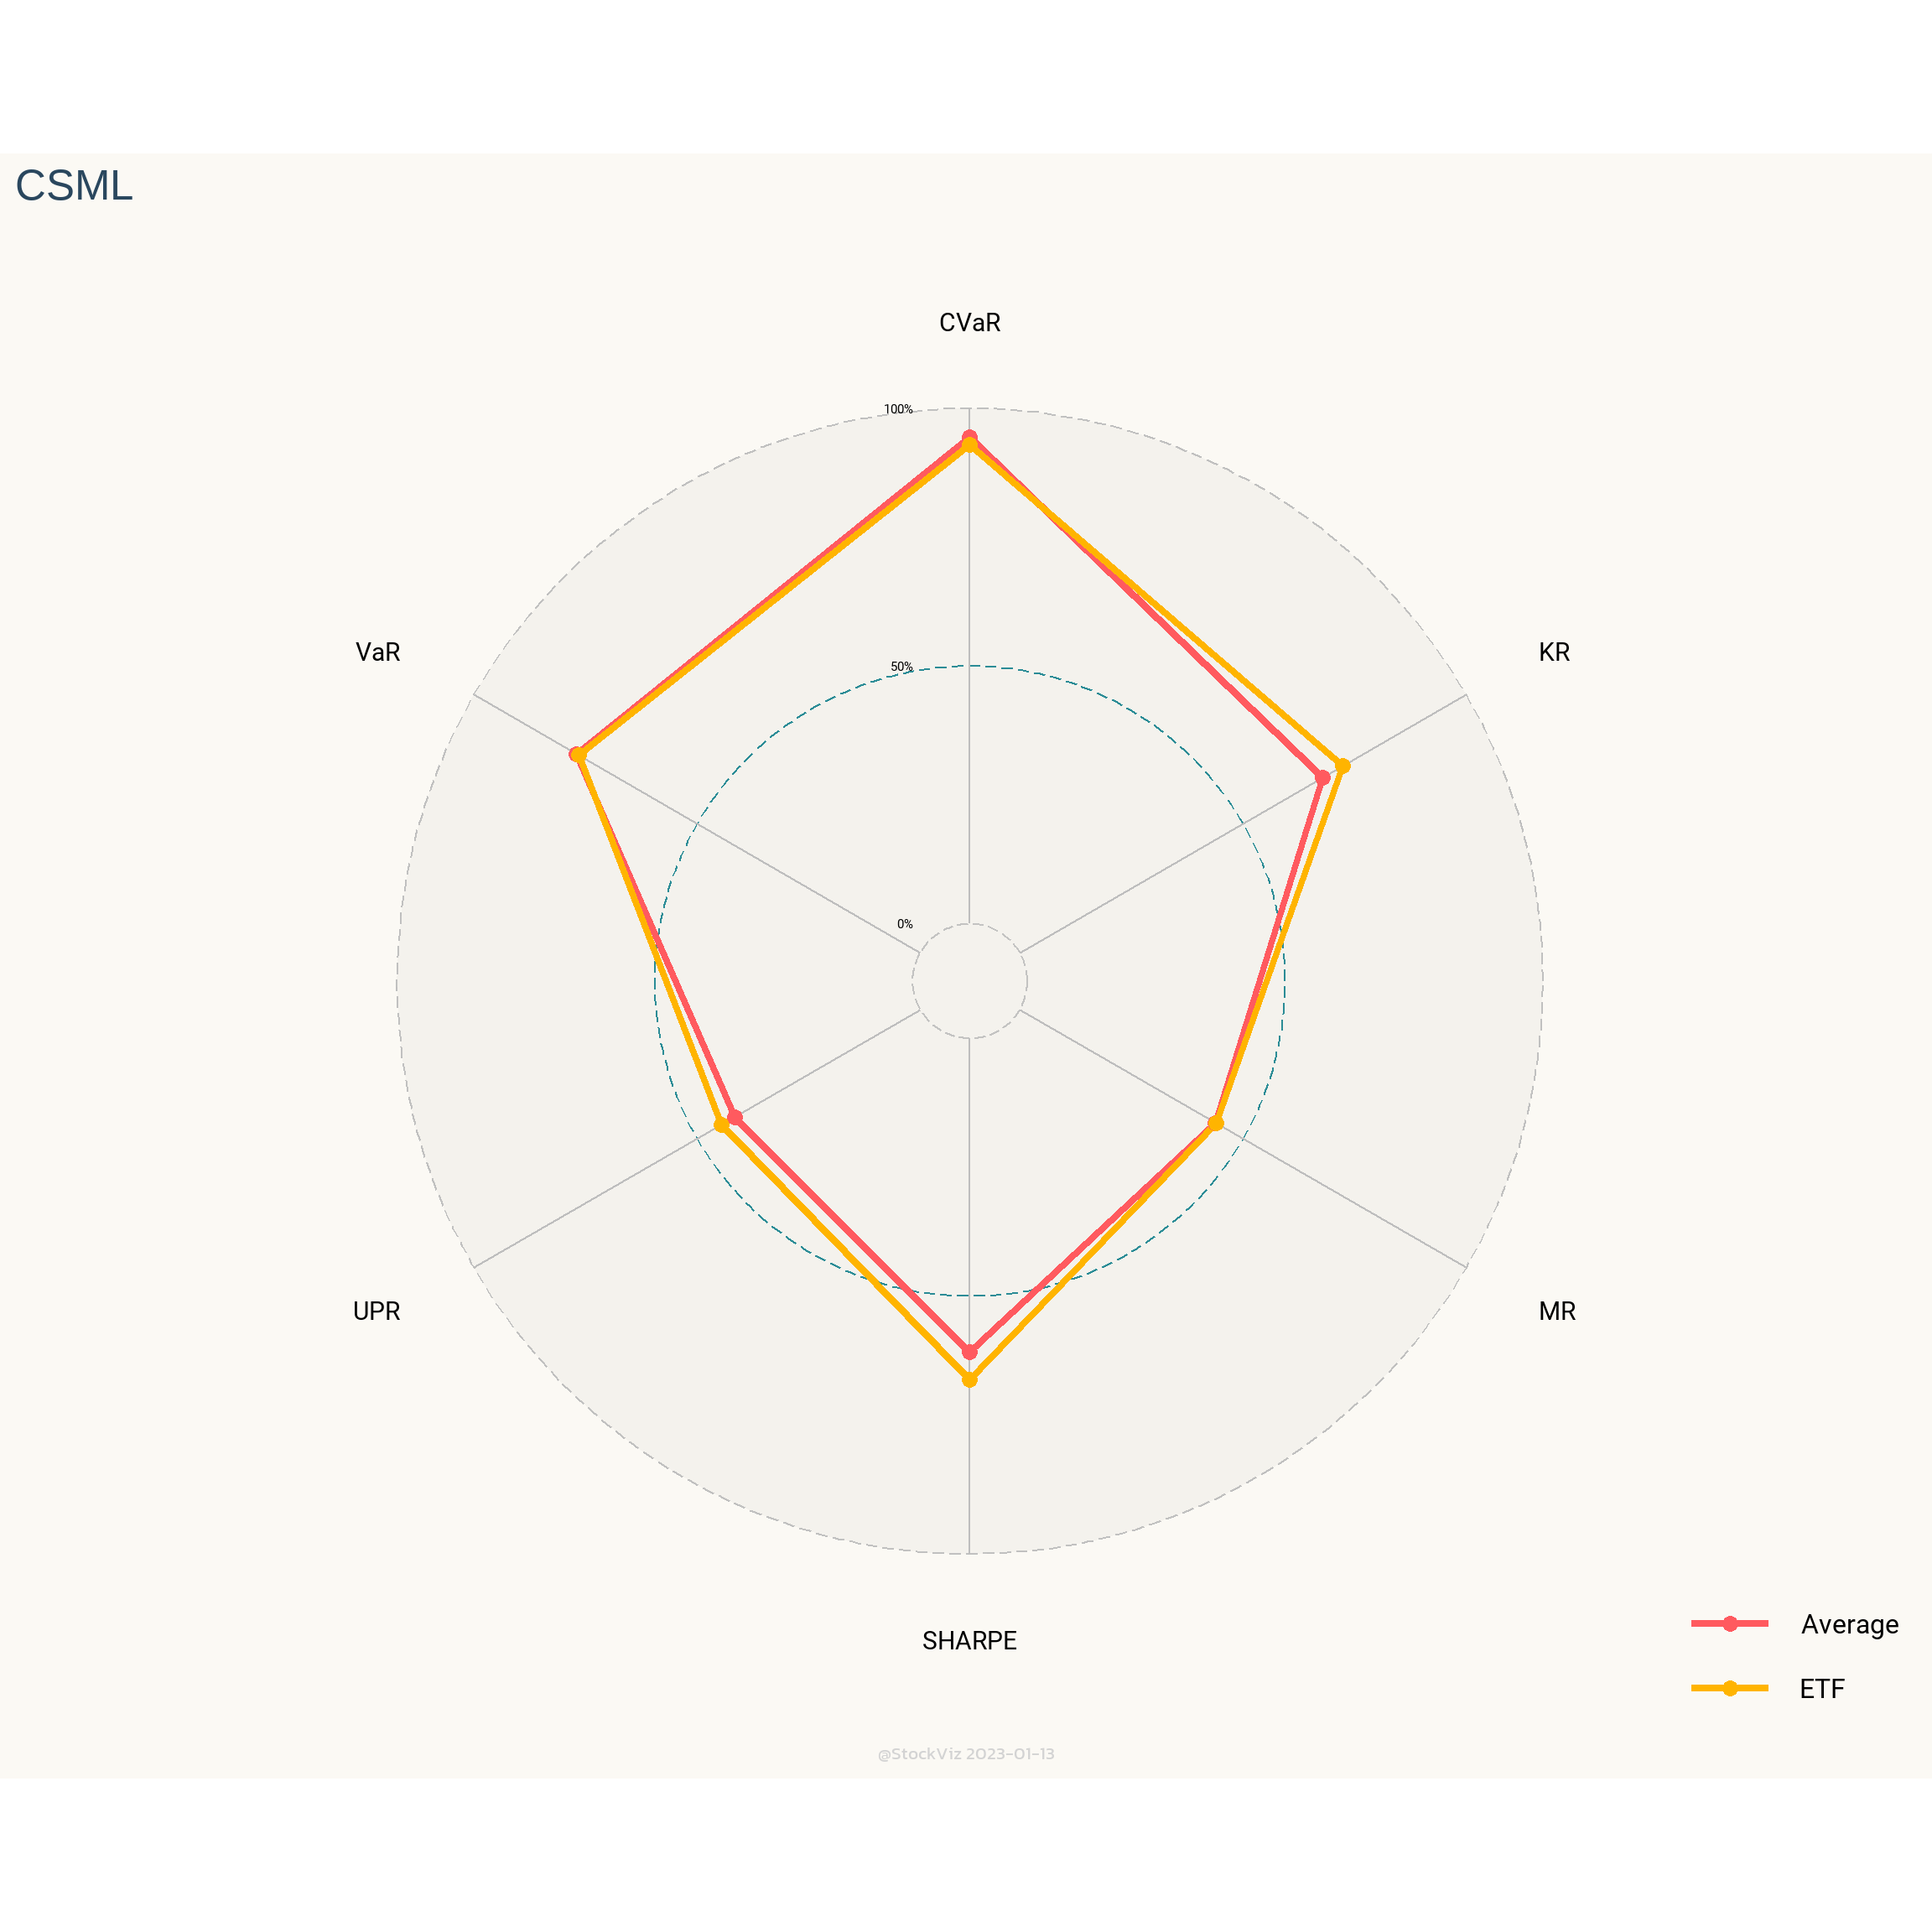 CSML
CVaR
100%
VaR
KR
50%
0%
UPR
MR
SHARPE
Average
ETF
@StockViz 2023-01-13